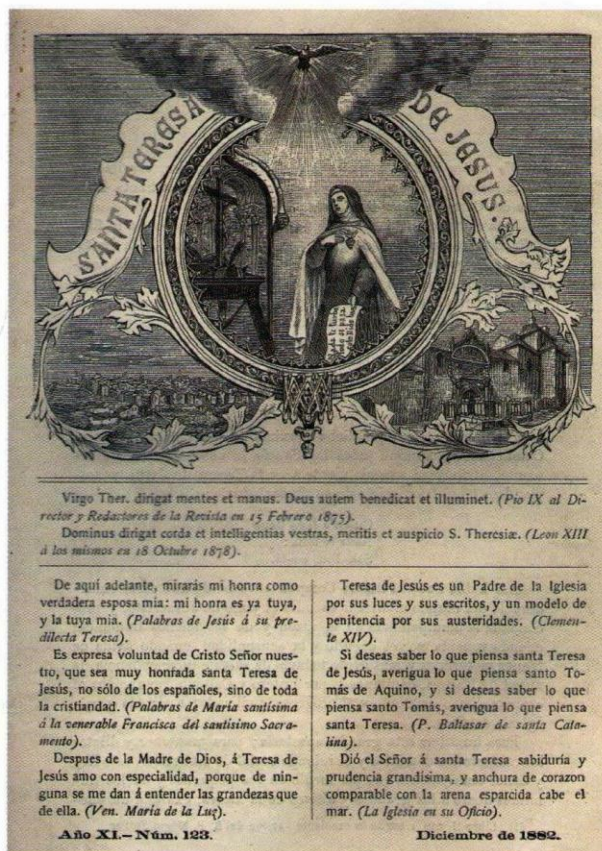 SANTA TERESA DE JESUS.
Virgo Ther. dirigat mentes et manus. Deus autem benedicat et illuminet. (Pio IX al Di-
rector y Redactores de la Revista en 15 Febrero 1875).
Dominus dirigat corda et intelligentias vestras, meritis et auspicio S. Theresiæ. (Leon XIII
á los mismos en 18 Octubre 1878).
De aquí adelante, mirarás mi honra como
verdadera esposa mia: mi honra es ya tuya,
y la tuya mia. (Palabras de Jesús á su pre-
dilecta Teresa).
Es expresa voluntad de Cristo Señor nues-
tro, que sea muy honrada santa Teresa de
Jesús, no sólo de los españoles, sino de toda
la cristiandad. (Palabras de María santísima
á la venerable Francisca del santísimo Sacra-
mento).
Despues de la Madre de Dios, á Teresa de
Jesús amo con especialidad, porque de nin-
guna se me dan á entender las grandezas que
de ella. (Ven. María de la Luz).
Teresa de Jesús es un Padre de la Iglesia
por sus luces y sus escritos, y un modelo de
penitencia por sus austeridades. (Clemen-
te XIV).
Si deseas saber lo que piensa santa Teresa
de Jesús, averigua lo que piensa santo To-
más de Aquino, y si deseas saber lo que
piensa santo Tomás, averigua lo que piensa
santa Teresa. (P. Baltasar de santa Cata-
lina).
Dió el Señor á santa Teresa sabiduría y
prudencia grandísima, y anchura de corazon
comparable con la arena esparcida cabe el
mar. (La Iglesia en su Oficio).
Año XI.—Núm. 123.
Diciembre de 1882.